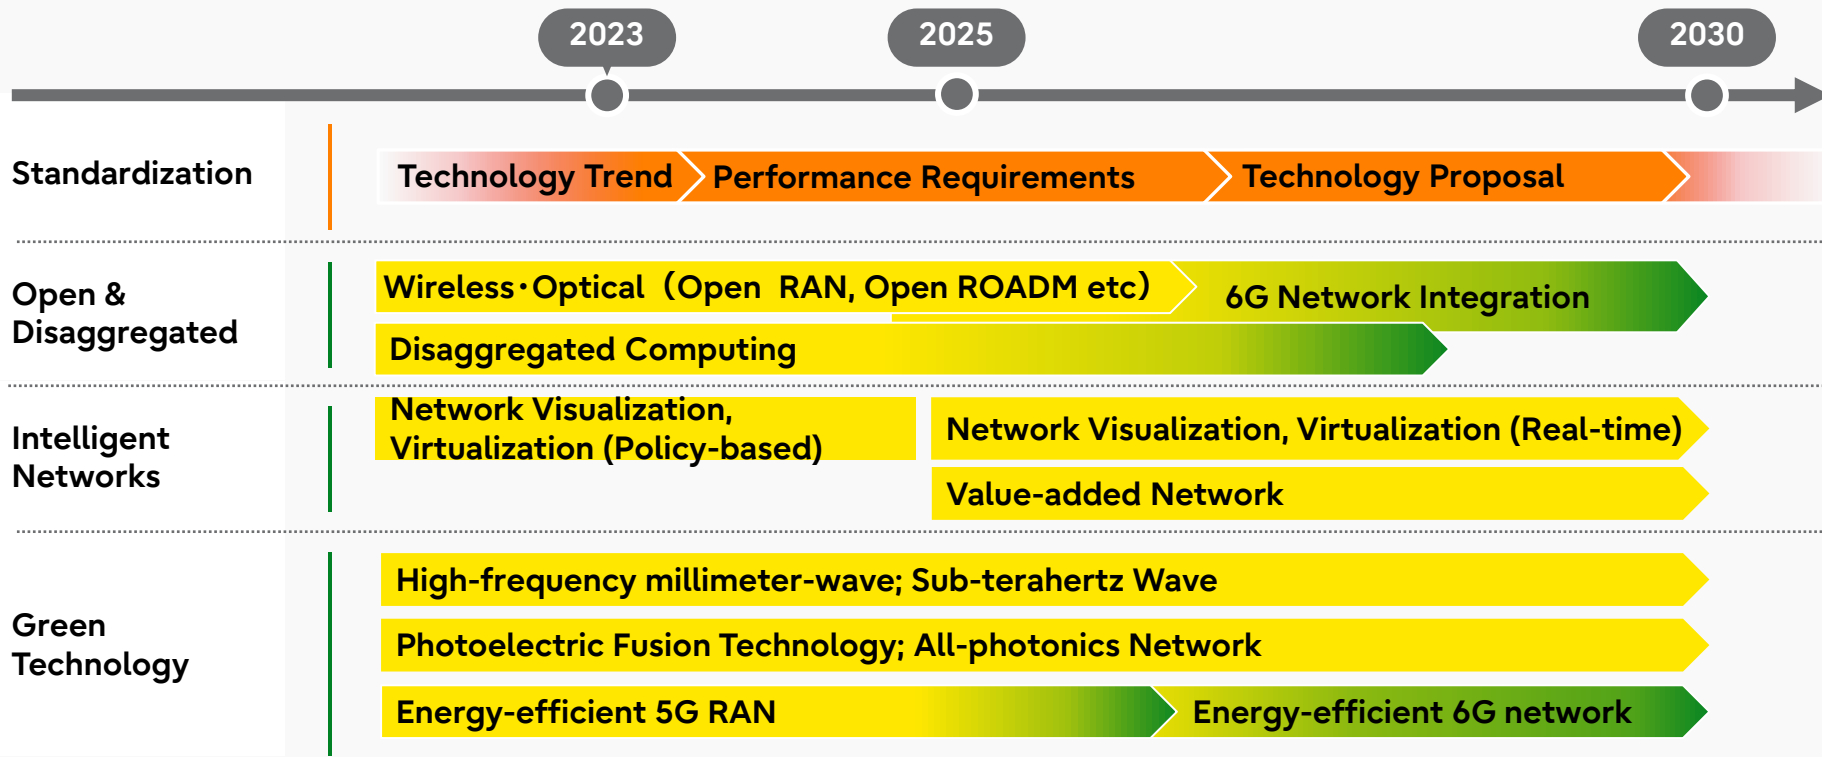 2023
2025
2030
Standardization
Technology Trend
Performance Requirements
Technology Proposal
Open &
Disaggregated
Wireless・Optical（Open RAN, Open ROADM etc）
6G Network Integration
Disaggregated Computing
Intelligent
Networks
Network Visualization,
Virtualization (Policy-based)
Network Visualization, Virtualization (Real-time)
Value-added Network
Green
Technology
High-frequency millimeter-wave; Sub-terahertz Wave
Photoelectric Fusion Technology; All-photonics Network
Energy-efficient 5G RAN
Energy-efficient 6G network